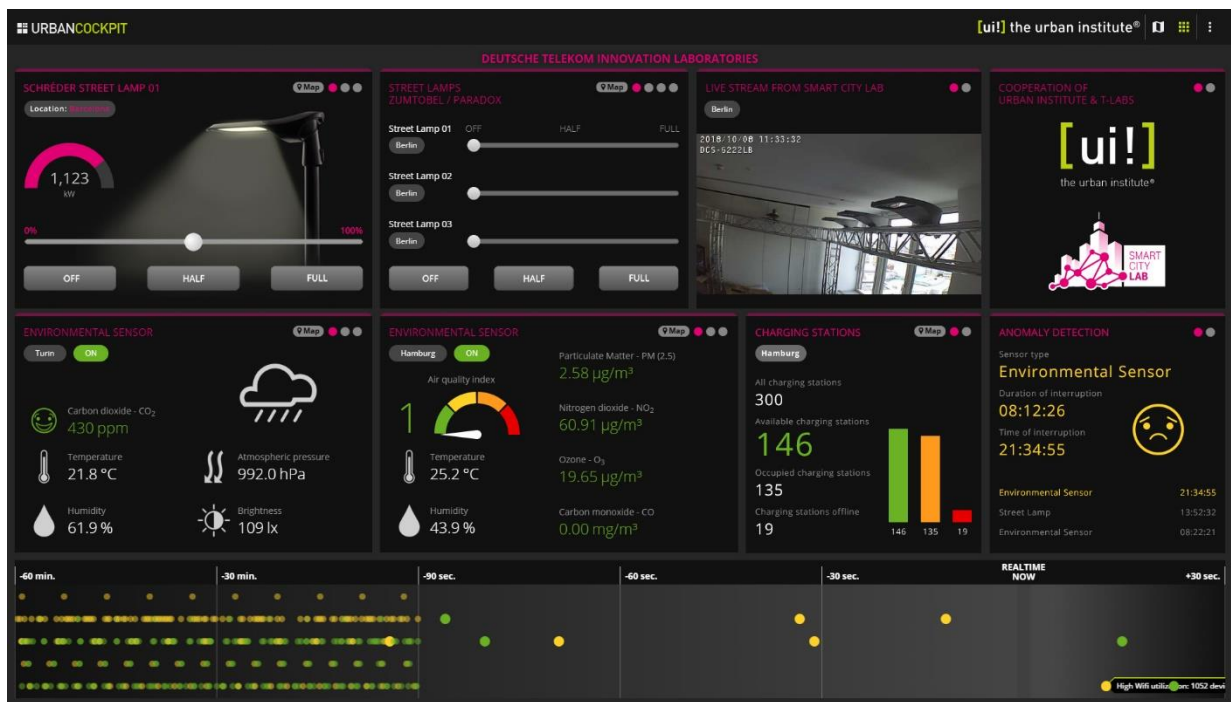 URBANCOCKPIT
[ui!] the urban institute®
DEUTSCHE TELEKOM INNOVATION LABORATORIES
SCHRÉDER STREET LAMP 01
Map
Location: Barcelona
1,123
kW
0%
100%
OFF
HALF
FULL
STREET LAMPS
ZUMTOBEL / PARADOX
Map
Street Lamp 01
OFF
HALF
FULL
Berlin
Street Lamp 02
Berlin
Street Lamp 03
Berlin
OFF
HALF
FULL
LIVE STREAM FROM SMART CITY LAB
Berlin
2018/10/08 11:33:32
DCS-6222LB
COOPERATION OF
URBAN INSTITUTE & T-LABS
[ui!]
the urban institute®
SMART
CITY
LAB
ENVIRONMENTAL SENSOR
Map
Turin
ON
Carbon dioxide - CO₂
430 ppm
Temperature
21.8 °C
Atmospheric pressure
992.0 hPa
Humidity
61.9 %
Brightness
109 lx
ENVIRONMENTAL SENSOR
Map
Hamburg
ON
Air quality index
1
Temperature
25.2 °C
Humidity
43.9 %
Particulate Matter - PM (2.5)
2.58 µg/m³
Nitrogen dioxide - NO₂
60.91 µg/m³
Ozone - O₃
19.65 µg/m³
Carbon monoxide - CO
0.00 mg/m³
CHARGING STATIONS
Map
Hamburg
All charging stations
300
Available charging stations
146
Occupied charging stations
135
Charging stations offline
19
146
135
19
ANOMALY DETECTION
Sensor type
Environmental Sensor
Duration of interruption
08:12:26
Time of interruption
21:34:55
Environmental Sensor 21:34:55
Street Lamp 13:52:32
Environmental Sensor 08:22:21
-60 min.
-30 min.
-90 sec.
-60 sec.
-30 sec.
REALTIME
NOW
+30 sec.
High Wifi 1052 devi